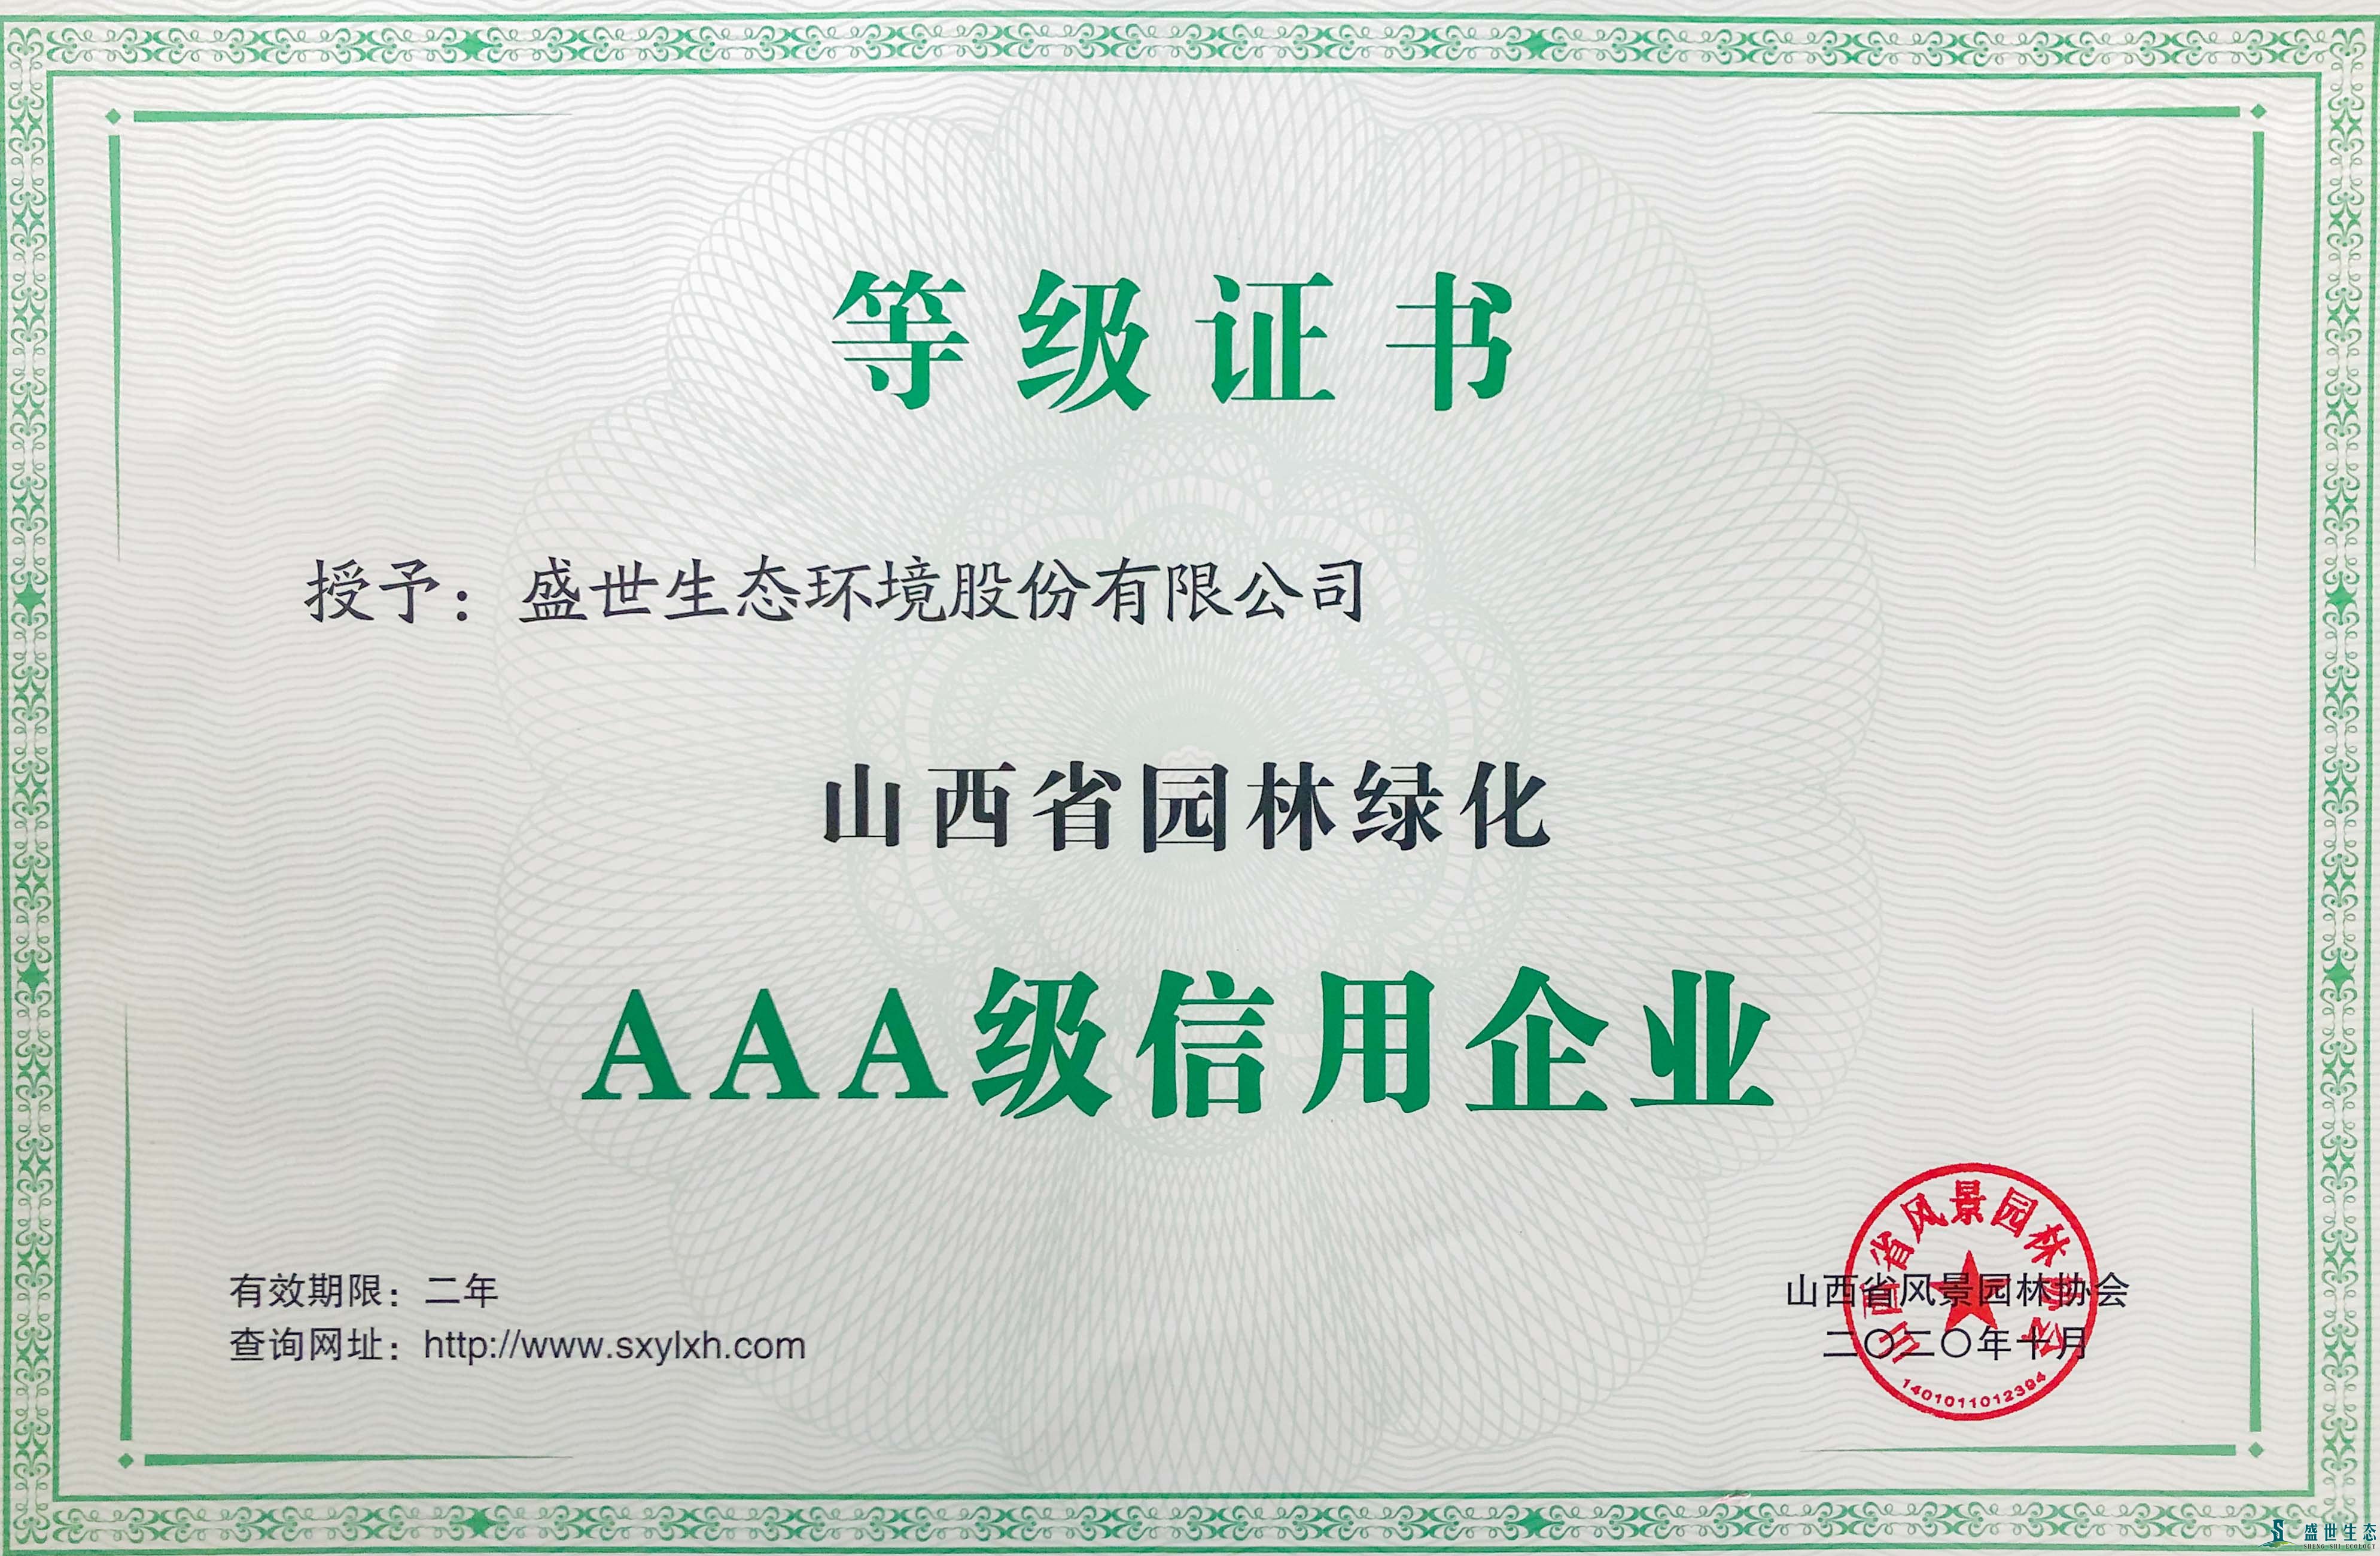 等级证书
授予：盛世生态环境股份有限公司
山西省园林绿化
AAA级信用企业
有效期限：二年
查询网址：http://www.sxylxh.com
山西省风景园林协会
二〇二〇年十月
山西省风景园林协会
1401011012394
S 盛世生态
SHENG SHI ECOLOGY